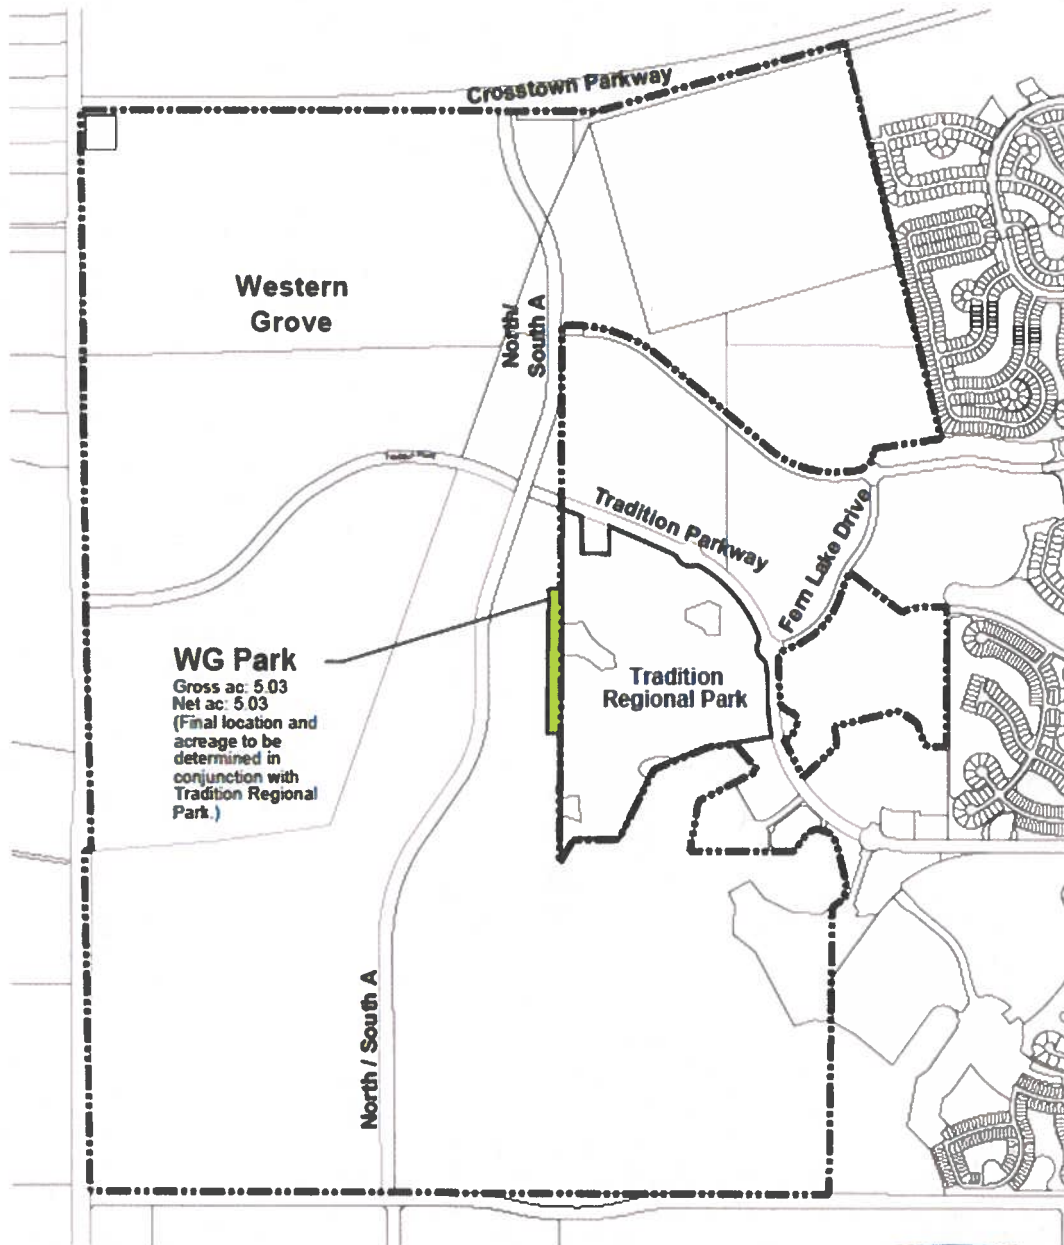 Crosstown Parkway
Western
Grove
North/
South A
Tradition Parkway
Fern Lake Drive
WG Park
Gross ac: 5.03
Net ac: 5.03
(Final location and
acreage to be
determined in
conjunction with
Tradition Regional
Park.)
Tradition
Regional Park
North / South A